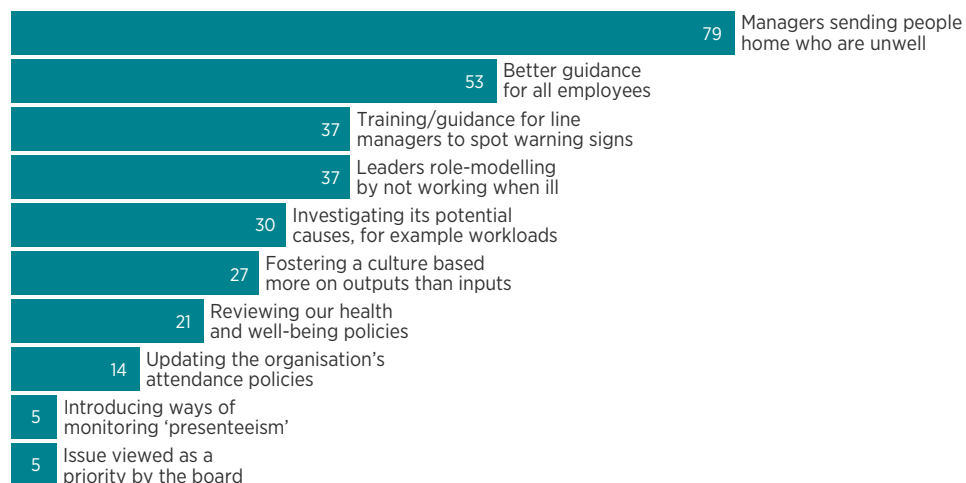 79 Managers sending people
home who are unwell
53 Better guidance
for all employees
37 Training/guidance for line
managers to spot warning signs
37 Leaders role-modelling
by not working when ill
30 Investigating its potential
causes, for example workloads
27 Fostering a culture based
more on outputs than inputs
21 Reviewing our health
and well-being policies
14 Updating the organisation’s
attendance policies
5 Introducing ways of
monitoring ‘presenteeism’
5 Issue viewed as a
priority by the board